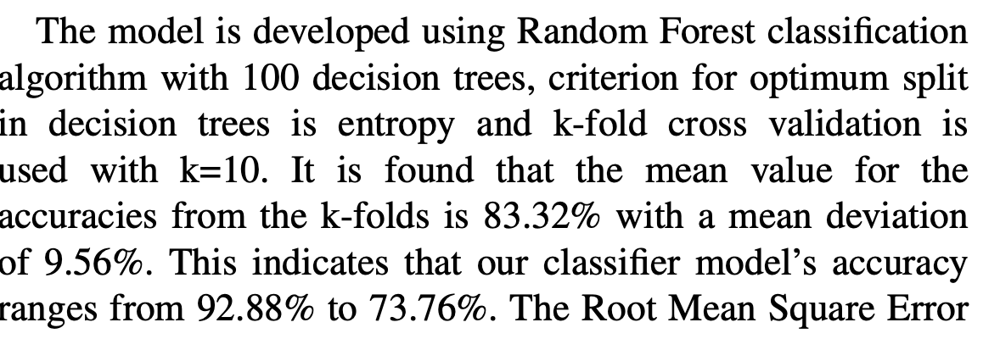 The model is developed using Random Forest classification
algorithm with 100 decision trees, criterion for optimum split
in decision trees is entropy and k-fold cross validation is
used with k=10. It is found that the mean value for the
accuracies from the k-folds is 83.32% with a mean deviation
of 9.56%. This indicates that our classifier model’s accuracy
ranges from 92.88% to 73.76%. The Root Mean Square Error